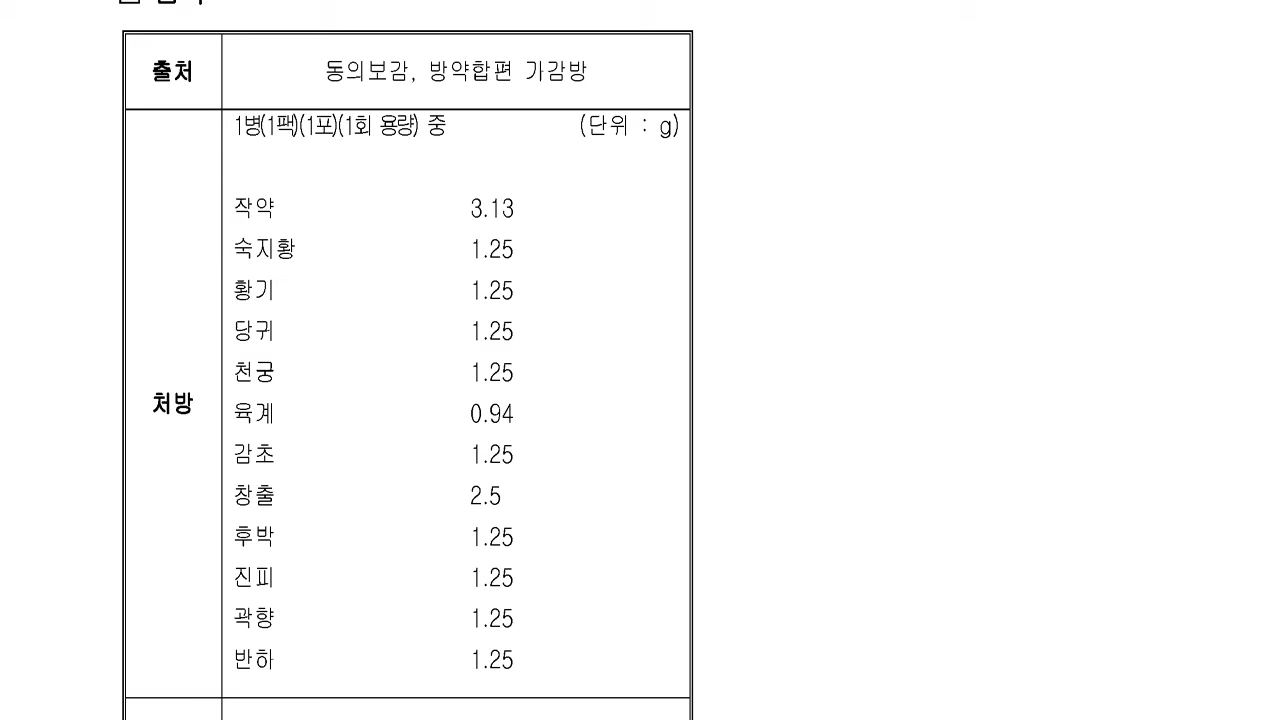 출처 동의보감, 방약합편 가감방
1병(1팩)(1포)(1회 용량) 중 (단위 : g)
작약 3.13
숙지황 1.25
황기 1.25
당귀 1.25
천궁 1.25
처방
육계 0.94
감초 1.25
창출 2.5
후박 1.25
진피 1.25
곽향 1.25
반하 1.25